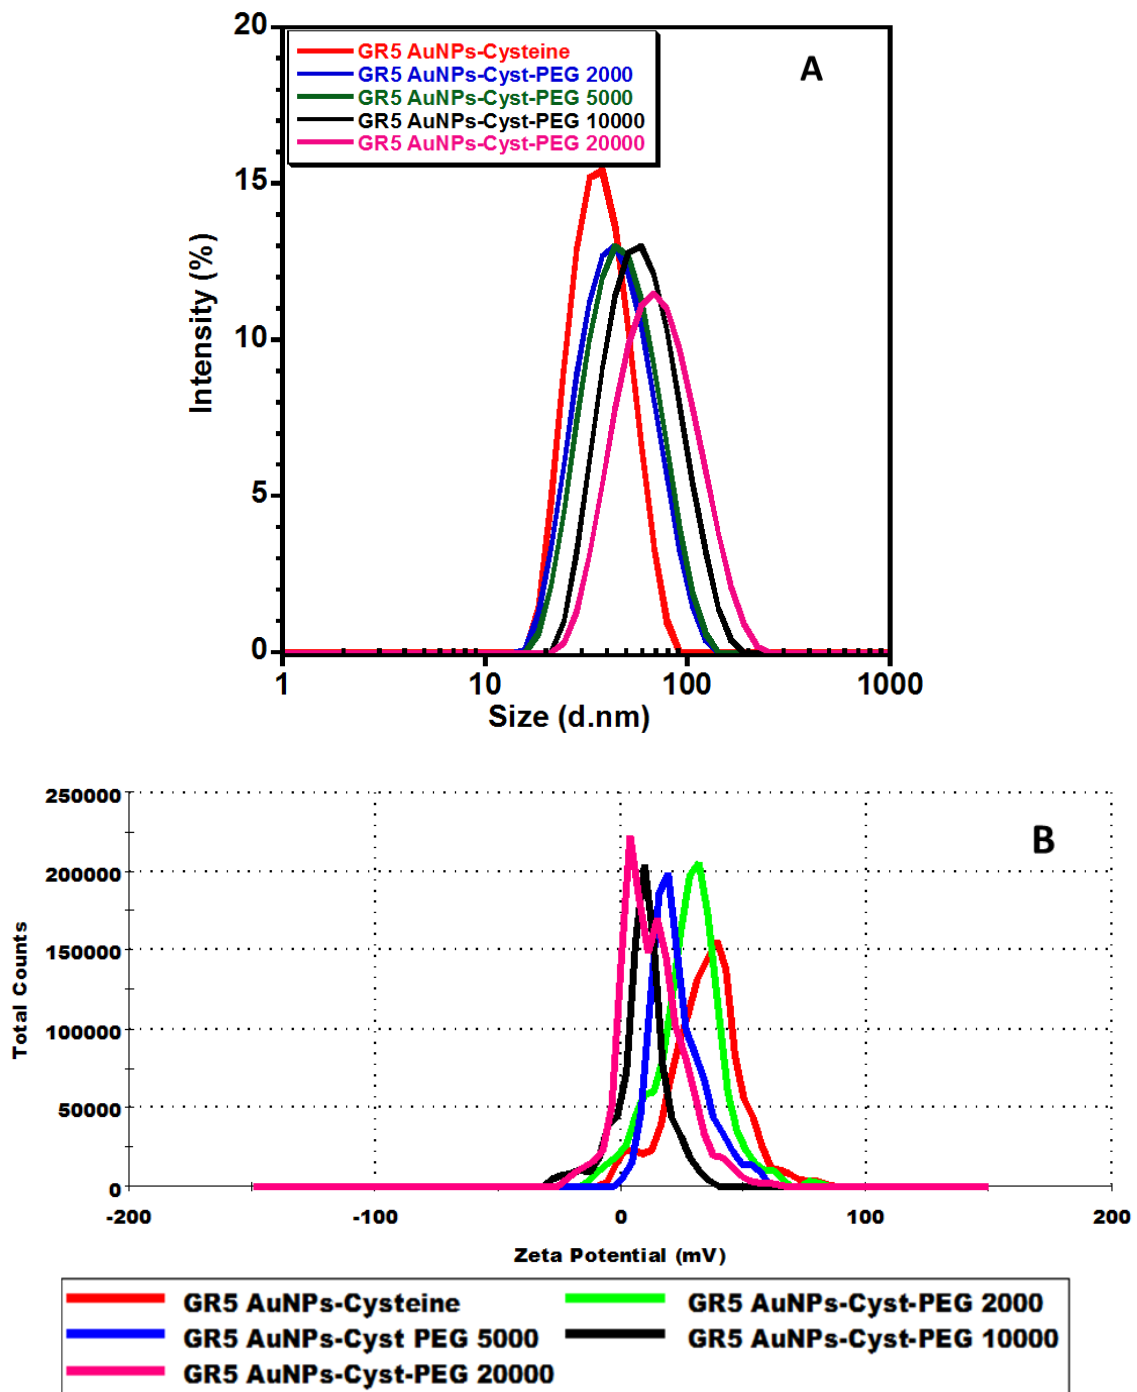 20
GR5 AuNPs-Cysteine
GR5 AuNPs-Cyst-PEG 2000
GR5 AuNPs-Cyst-PEG 5000
GR5 AuNPs-Cyst-PEG 10000
GR5 AuNPs-Cyst-PEG 20000
A
15
10
5
0
Intensity (%)
1 10 100 1000
Size (d.nm)
250000
200000
150000
100000
50000
0
B
Total Counts
-200 -100 0 100 200
Zeta Potential (mV)
GR5 AuNPs-Cysteine GR5 AuNPs-Cyst-PEG 2000
GR5 AuNPs-Cyst PEG 5000 GR5 AuNPs-Cyst-PEG 10000
GR5 AuNPs-Cyst-PEG 20000